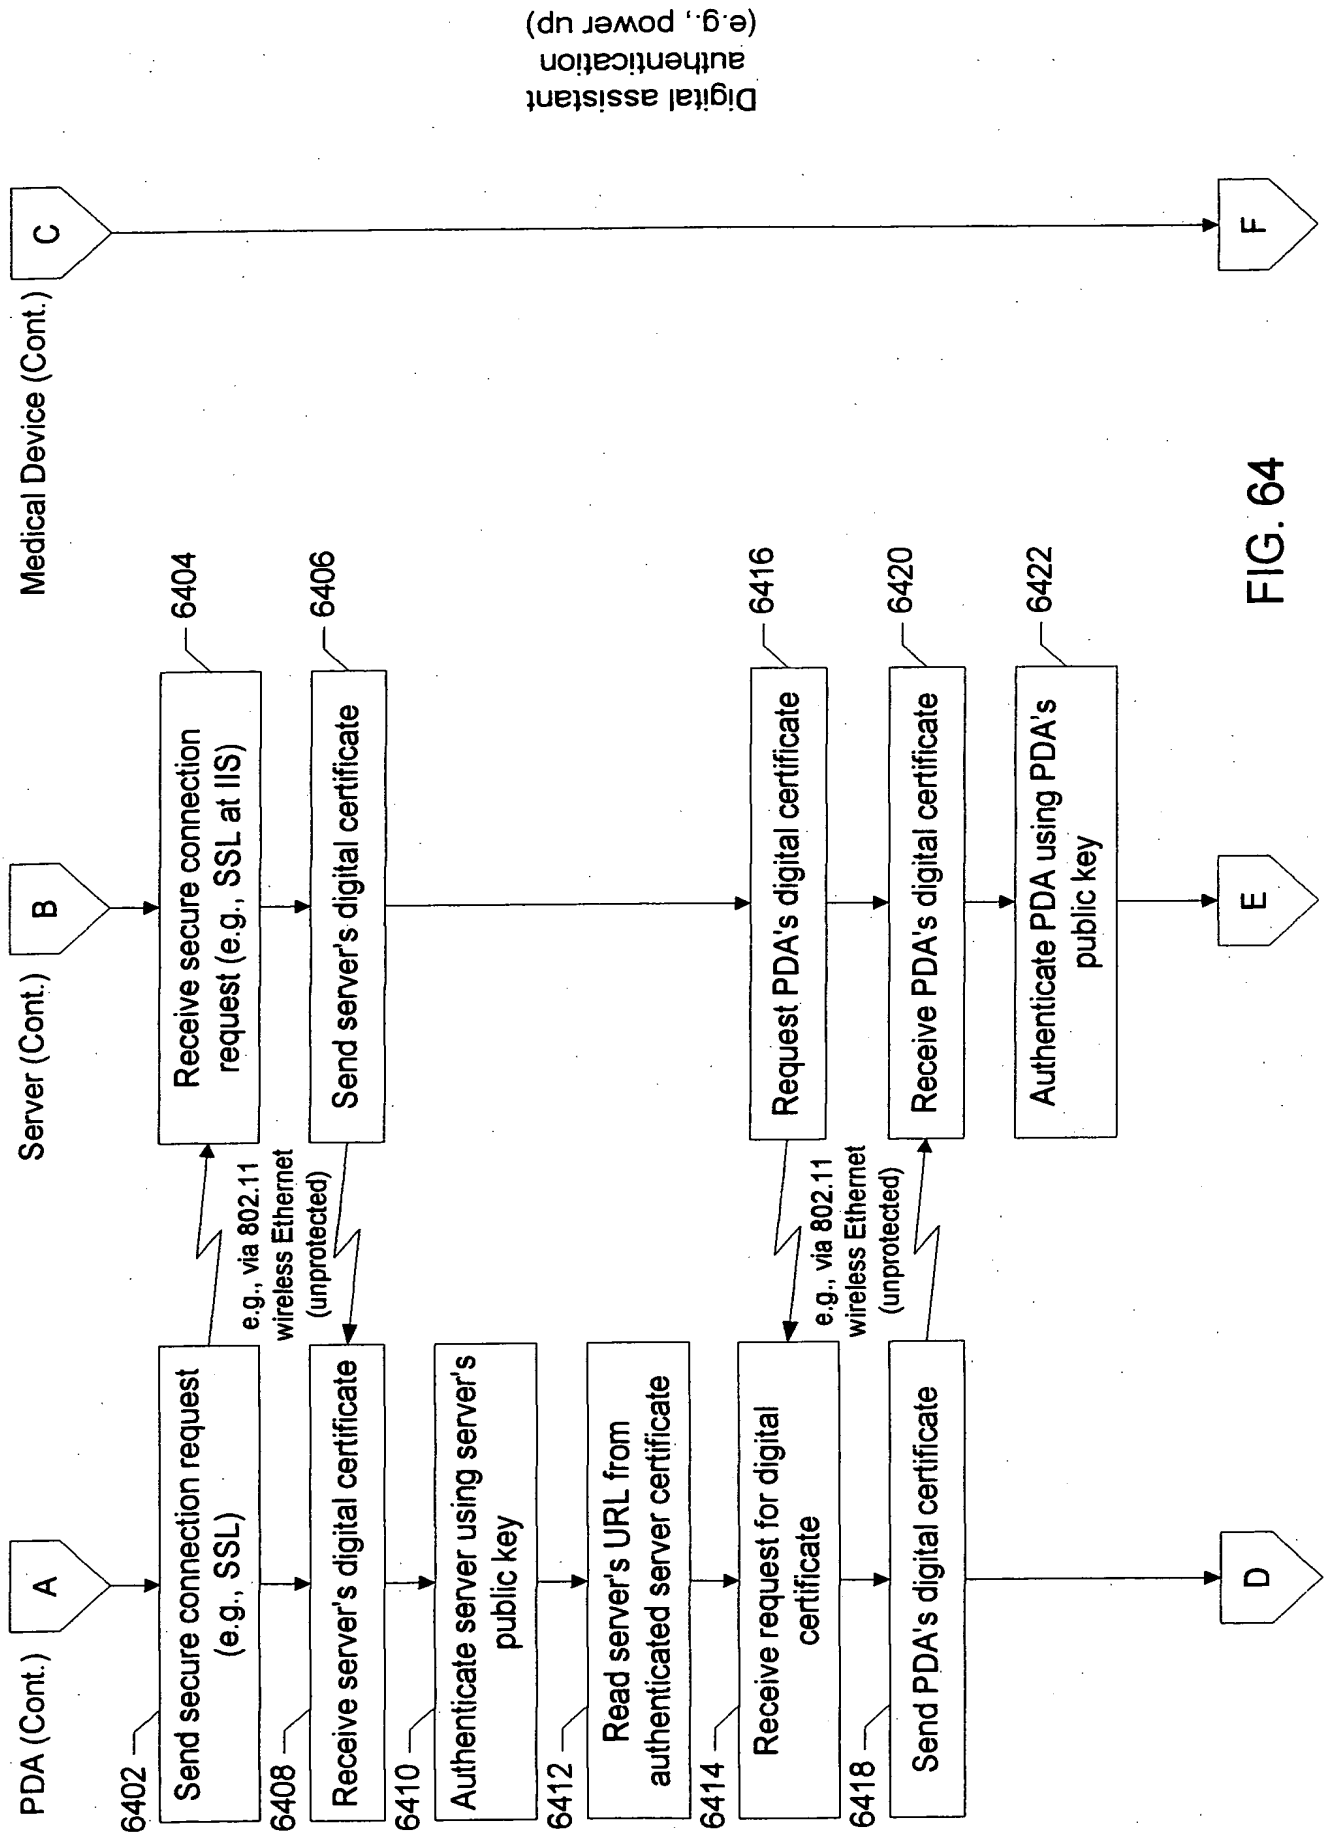 PDA (Cont.)
A
6402
Send secure connection request
(e.g., SSL)
6408
Receive server's digital certificate
6410
Authenticate server using server's
public key
6412
Read server's URL from
authenticated server certificate
6414
Receive request for digital
certificate
6418
Send PDA's digital certificate
D
e.g., via 802.11
wireless Ethernet
(unprotected)
e.g., via 802.11
wireless Ethernet
(unprotected)
Server (Cont.)
B
Receive secure connection
request (e.g., SSL at IIS)
6404
Send server's digital certificate
6406
Request PDA's digital certificate
6416
Receive PDA's digital certificate
6420
Authenticate PDA using PDA's
public key
6422
E
Medical Device (Cont.)
C
F
Digital assistant
authentication
(e.g., power up)
FIG. 64